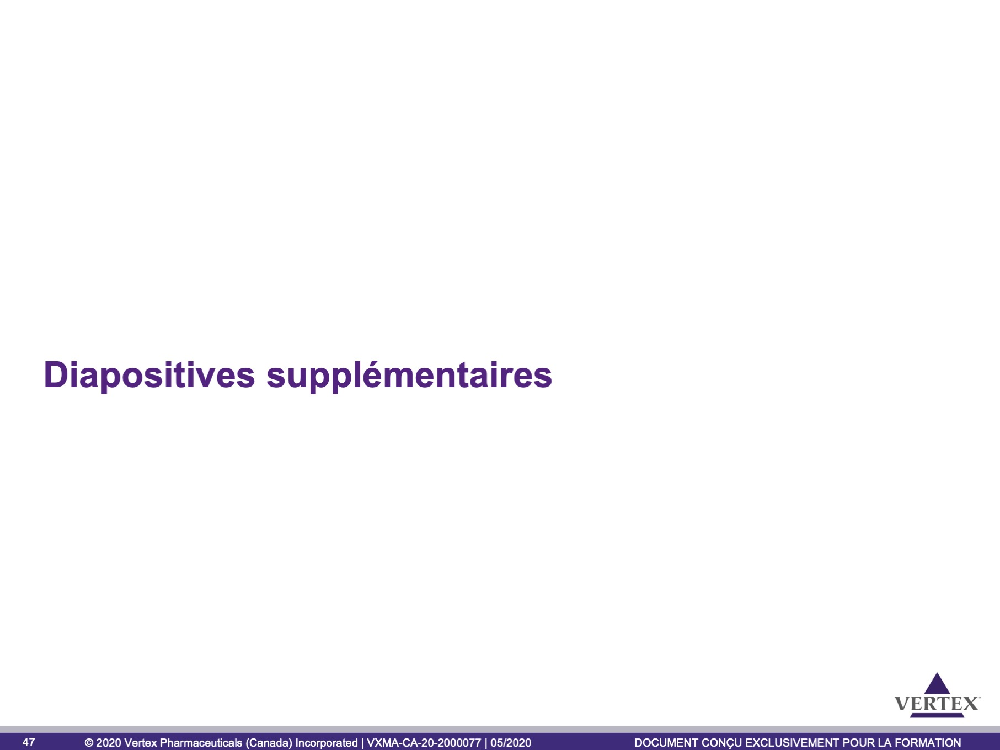 Diapositives supplémentaires
VERTEX
47 © 2020 Vertex Pharmaceuticals (Canada) Incorporated | VXMA-CA-20-2000077 | 05/2020 DOCUMENT CONÇU EXCLUSIVEMENT POUR LA FORMATION